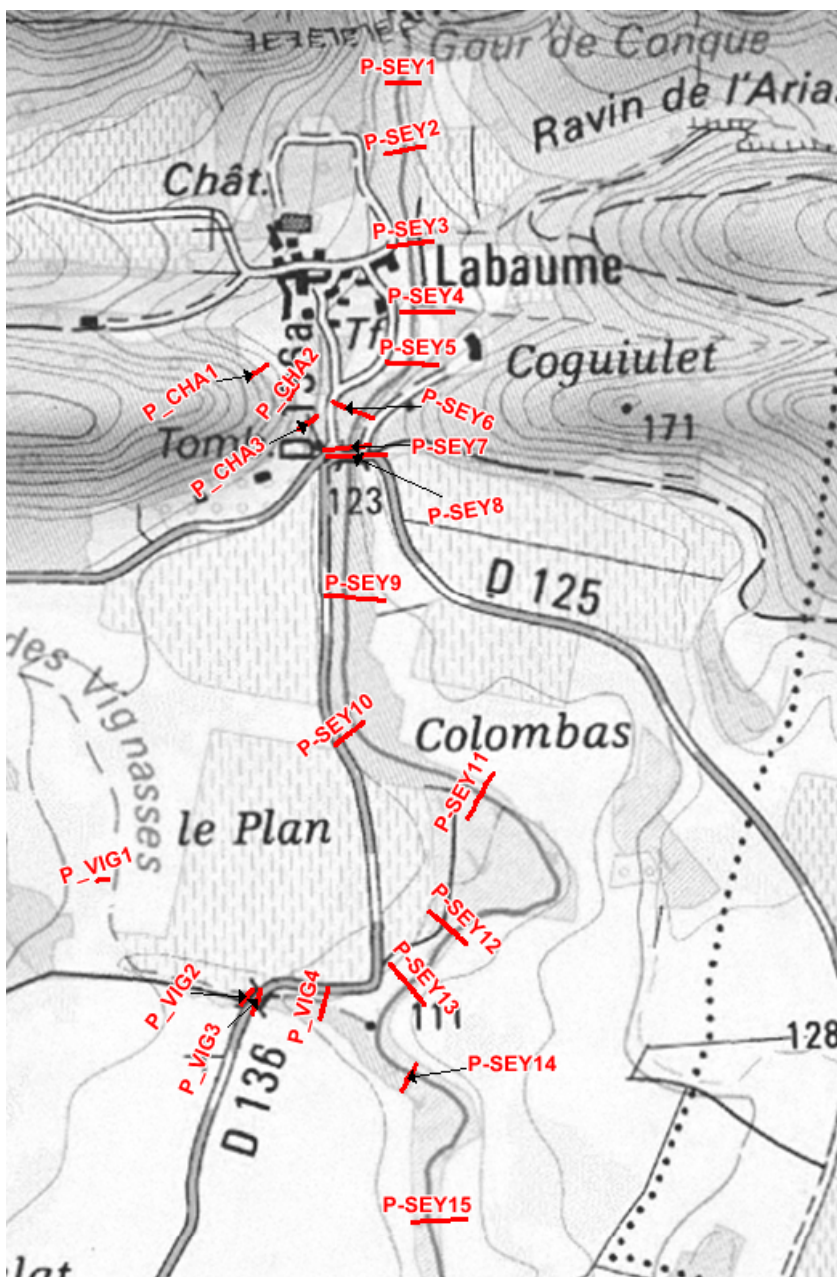 Gour de Conque
P-SEY1
Ravin de l'Arias
P-SEY2
Chât.
P-SEY3
Labaume
P-SEY4
Tf
P-SEY5
Coguiulet
P_CHA1
P_CHA2
P-SEY6
171
P_CHA3
P-SEY7
P-SEY8
123
P-SEY9
D 125
des Vignasses
P-SEY10
Colombas
P-SEY11
le Plan
P_VIG1
P-SEY12
P-SEY13
P_VIG2
P_VIG4
P_VIG3
111
128
P-SEY14
D 136
P-SEY15